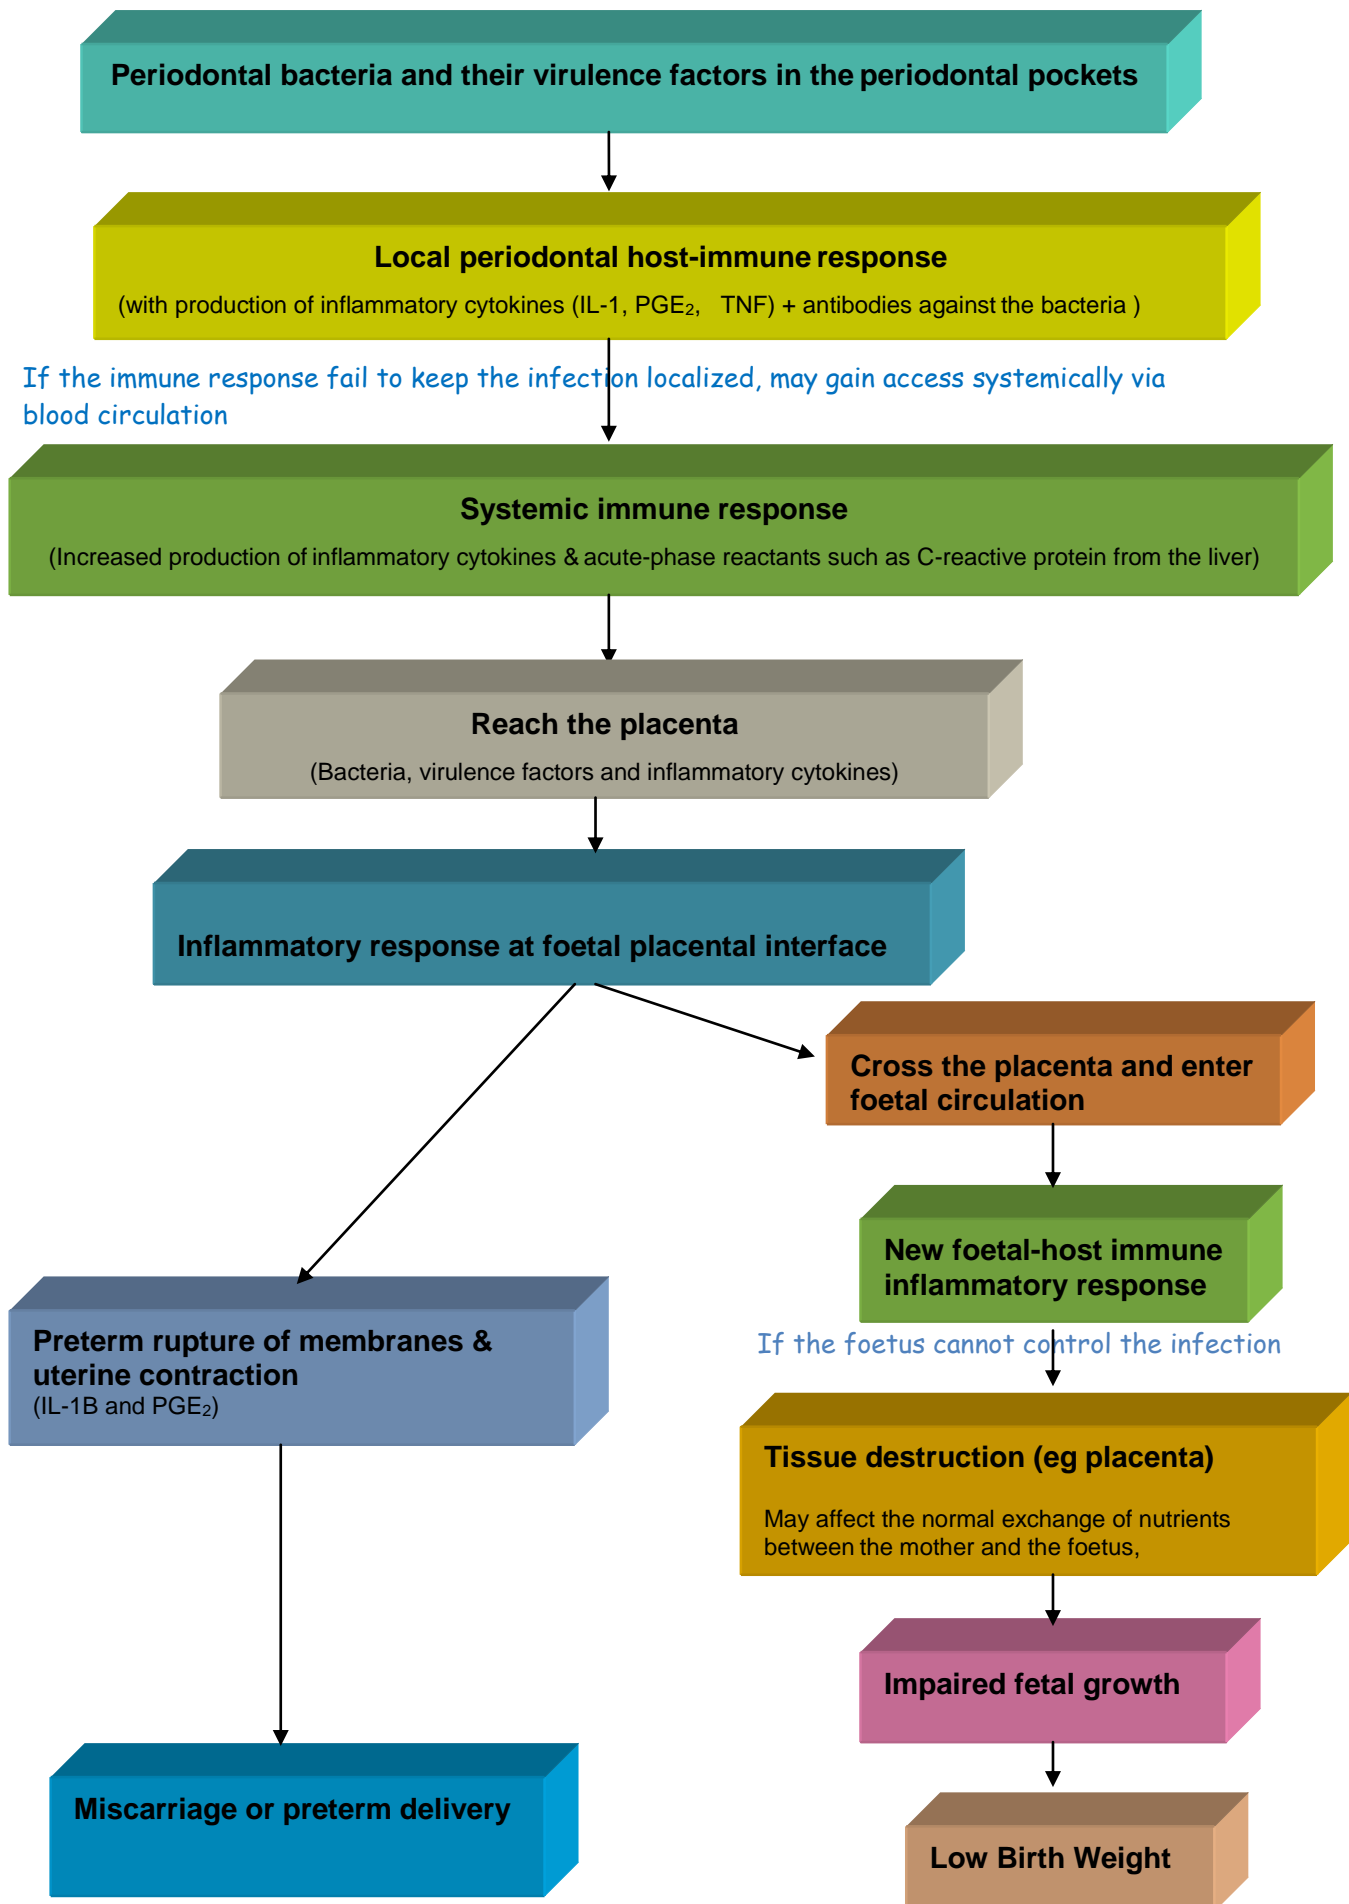 Periodontal bacteria and their virulence factors in the periodontal pockets
Local periodontal host-immune response
(with production of inflammatory cytokines (IL-1, PGE₂, TNF) + antibodies against the bacteria )
If the immune response fail to keep the infection localized, may gain access systemically via
blood circulation
Systemic immune response
(Increased production of inflammatory cytokines & acute-phase reactants such as C-reactive protein from the liver)
Reach the placenta
(Bacteria, virulence factors and inflammatory cytokines)
Inflammatory response at foetal placental interface
Cross the placenta and enter
foetal circulation
New foetal-host immune
inflammatory response
If the foetus cannot control the infection
Preterm rupture of membranes &
uterine contraction
(IL-1B and PGE₂)
Tissue destruction (eg placenta)
May affect the normal exchange of nutrients
between the mother and the foetus,
Impaired fetal growth
Miscarriage or preterm delivery
Low Birth Weight